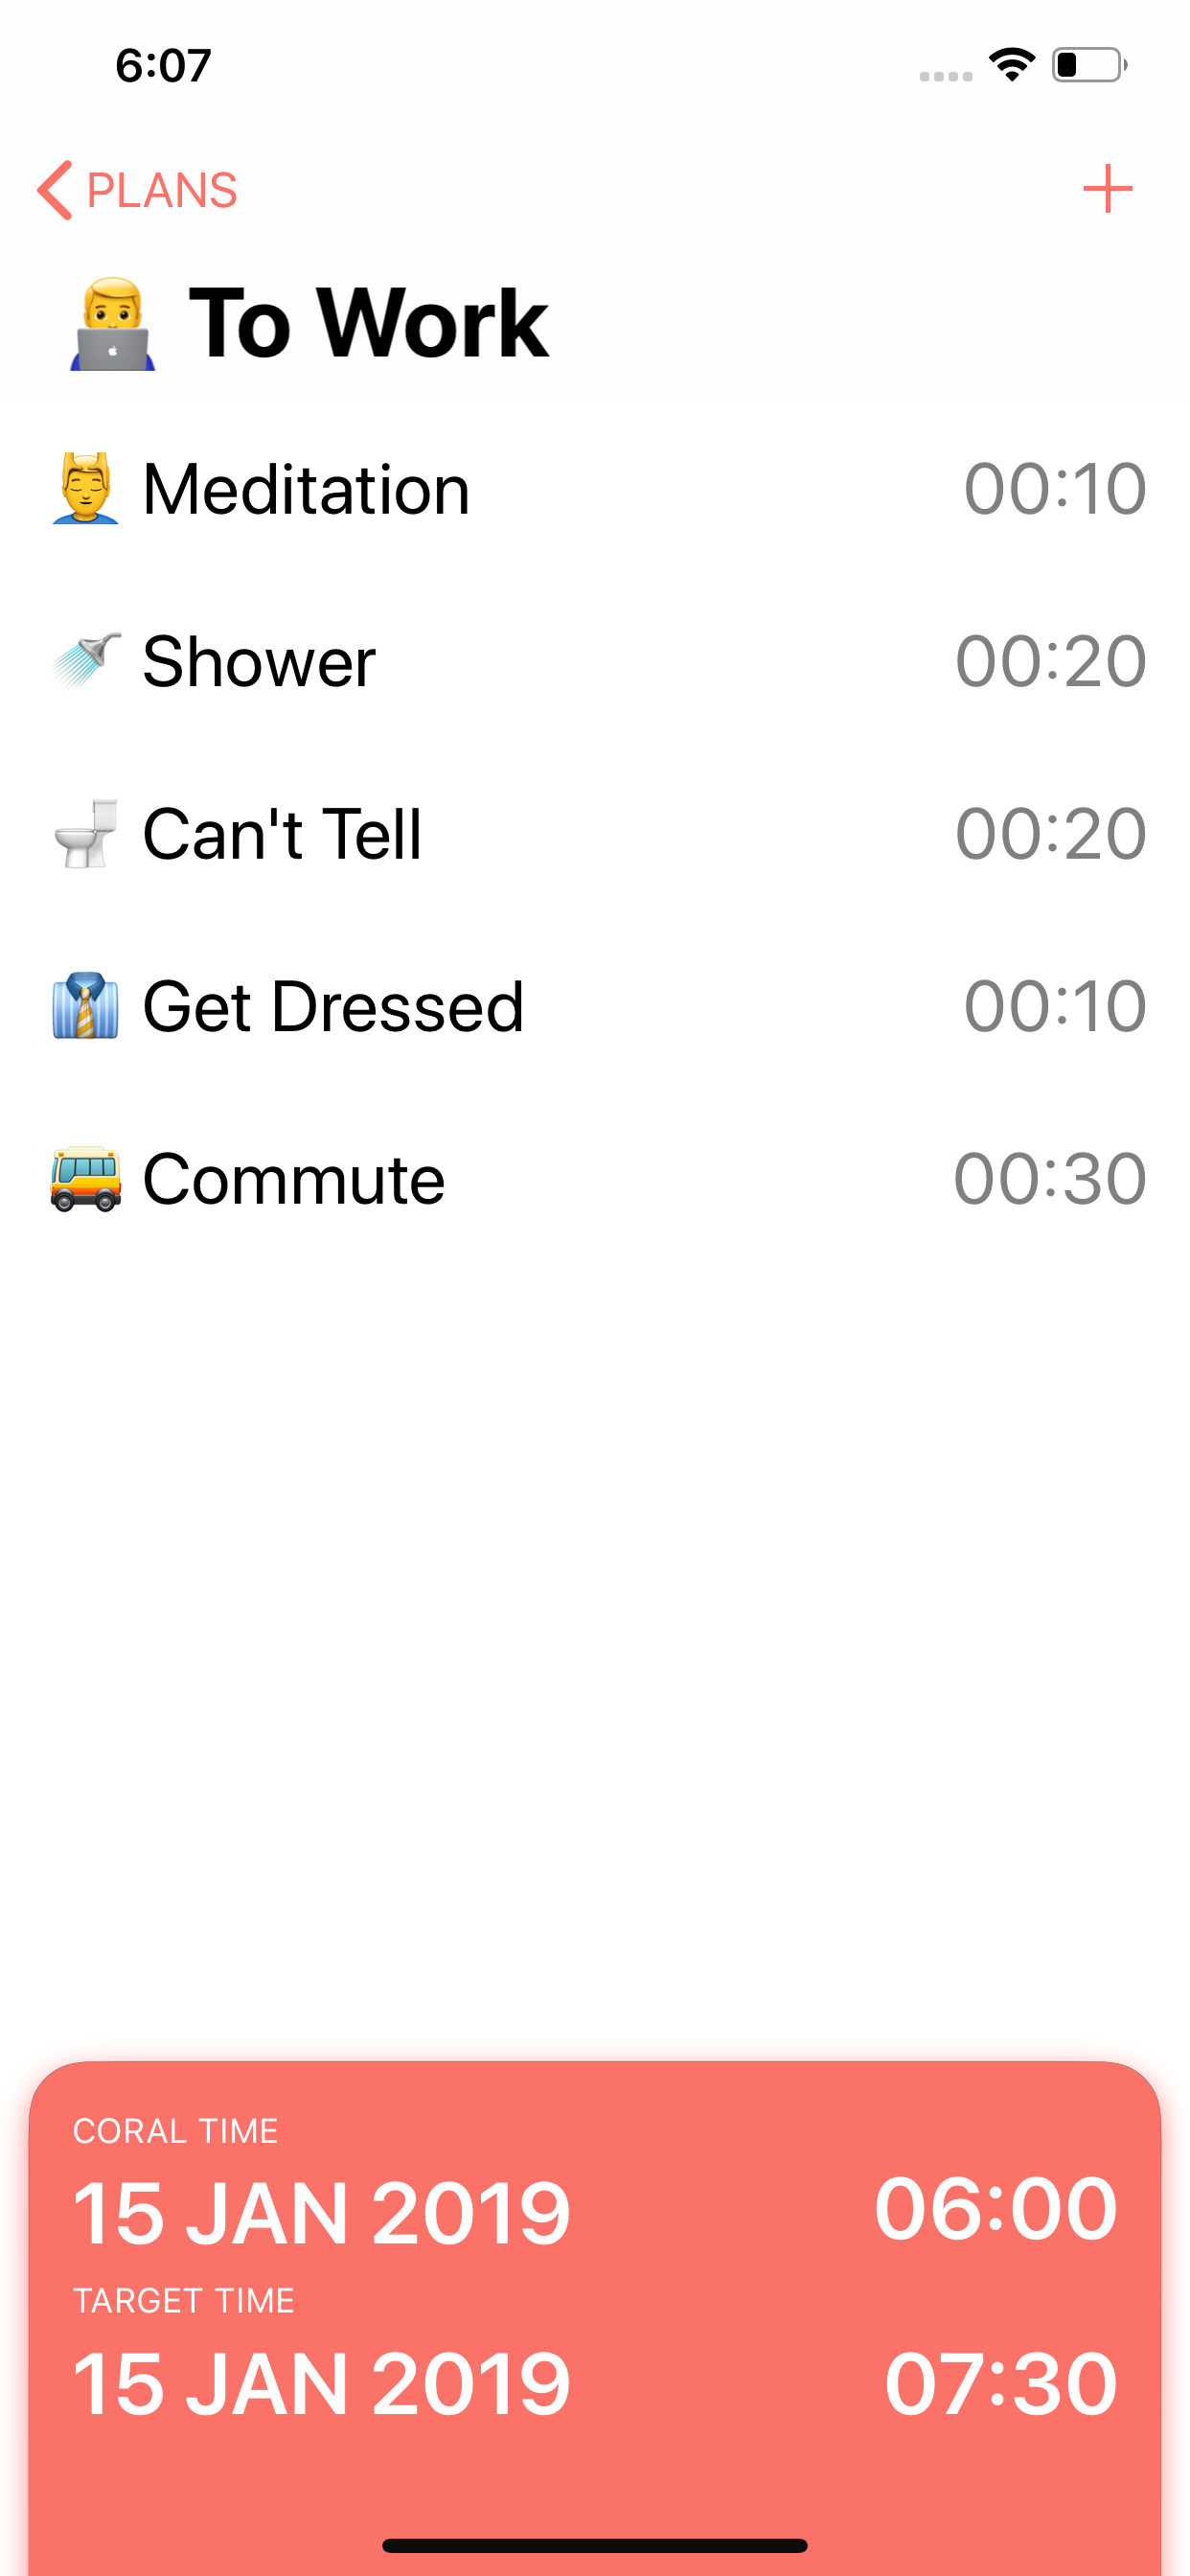 6:07
PLANS
To Work
Meditation 00:10
Shower 00:20
Can't Tell 00:20
Get Dressed 00:10
Commute 00:30
CORAL TIME
15 JAN 2019 06:00
TARGET TIME
15 JAN 2019 07:30